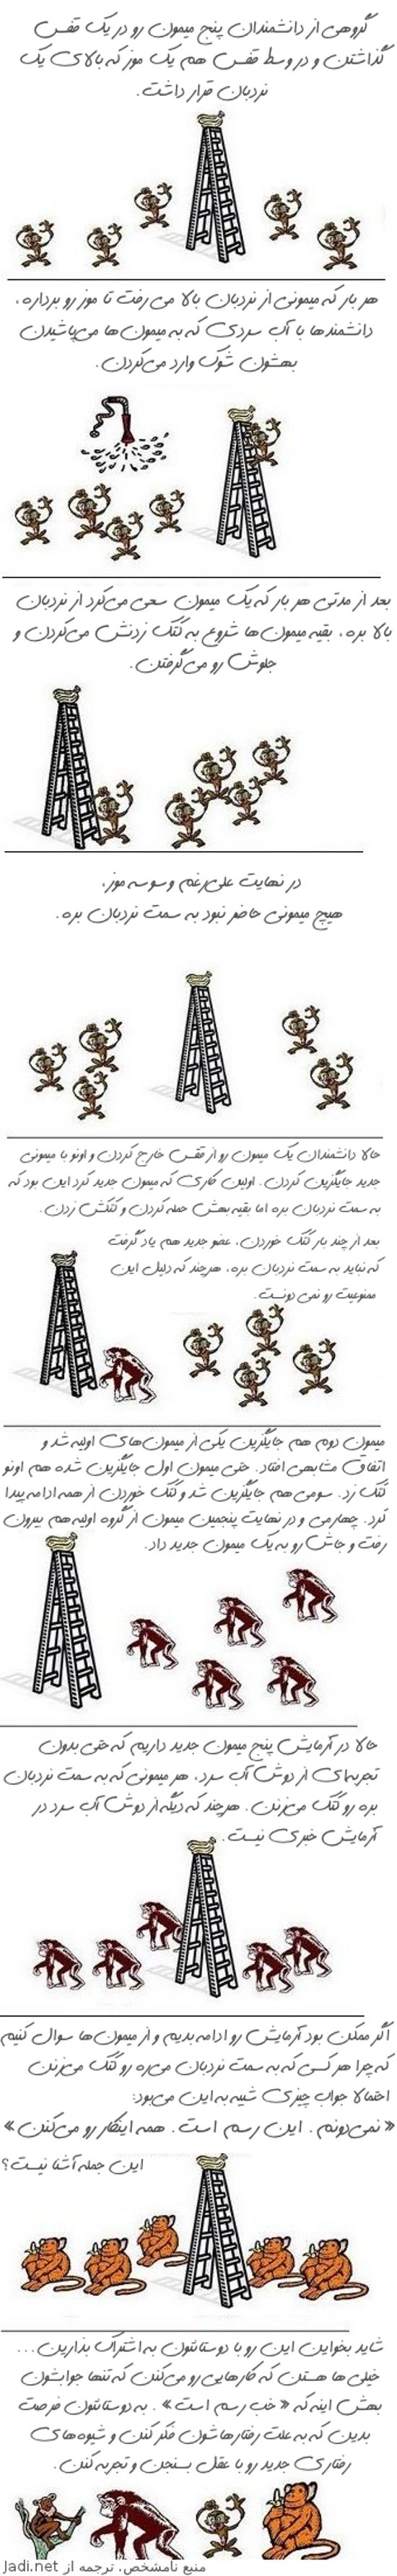 گروهی از دانشمندان پنج میمون رو در یک قفس
گذاشتن و در وسط قفس هم یک موز که بالای یک
نردبان قرار داشت.
هر بار که میمونی از نردبان بالا می‌رفت تا موز رو برداره،
دانشمندها با آب سردی که به میمون‌ها می‌پاشیدن
بهشون شوک وارد می‌کردن.
بعد از مدتی هر بار که یک میمون سعی می‌کرد از نردبان
بالا بره، بقیه میمون‌ها شروع به کتک زدنش می‌کردن و
جلوش رو می‌گرفتن.
در نهایت علی‌رغم وسوسه موز،
هیچ میمونی حاضر نبود به سمت نردبان بره.
حالا دانشمندان یک میمون رو از قفس خارج کردن و اونو با میمونی
جدید جایگزین کردن. اولین کاری که میمون جدید کرد این بود که
به سمت نردبان بره اما بقیه بهش حمله کردن و کتکش زدن.
بعد از چند بار کتک خوردن، عضو جدید هم یاد گرفت
که نباید به سمت نردبان بره، هرچند که دلیل این
ممنوعیت رو نمی دونست.
میمون دوم هم جایگزین یکی از میمون‌های اولیه شد و
اتفاق مشابهی افتاد. حتی میمون اول جایگزین شده هم اونو
کتک زد. سومی هم جایگزین شد و کتک خوردن از همه ادامه پیدا
کرد. چهارمی و در نهایت پنجمین میمون از گروه اولیه هم بیرون
رفت و جاش رو به یک میمون جدید داد.
حالا در آزمایش پنج میمون جدید داریم که حتی بدون
تجربه‌ای از دوش آب سرد، هر میمونی که به سمت نردبان
بره رو کتک می‌زنن. هرچند که دیگه از دوش آب سرد در
آزمایش خبری نیست.
اگر ممکن بود آزمایش رو ادامه بدیم و از میمون‌ها سوال کنیم
که چرا هر کسی که به سمت نردبان می‌ره رو کتک می‌زنن
احتمالا جواب چیزی شبیه به این می‌بود:
« نمی‌دونم . این رسم است. همه اینکار رو می‌کنن »
این جمله آشنا نیست؟
شاید بخواین این رو با دوستانتون به اشتراک بذارین...
خیلی ها هستن که کارهایی رو می‌کنن که تنها جوابشون
بهش اینه که « خب رسم است» . به دوستانتون فرصت
بدین که به علت رفتارهاشون فکر کنن و شیوه‌های
رفتاری جدید رو با عقل بسنجن و تجربه کنن.
منبع نامشخص. ترجمه از Jadi.net